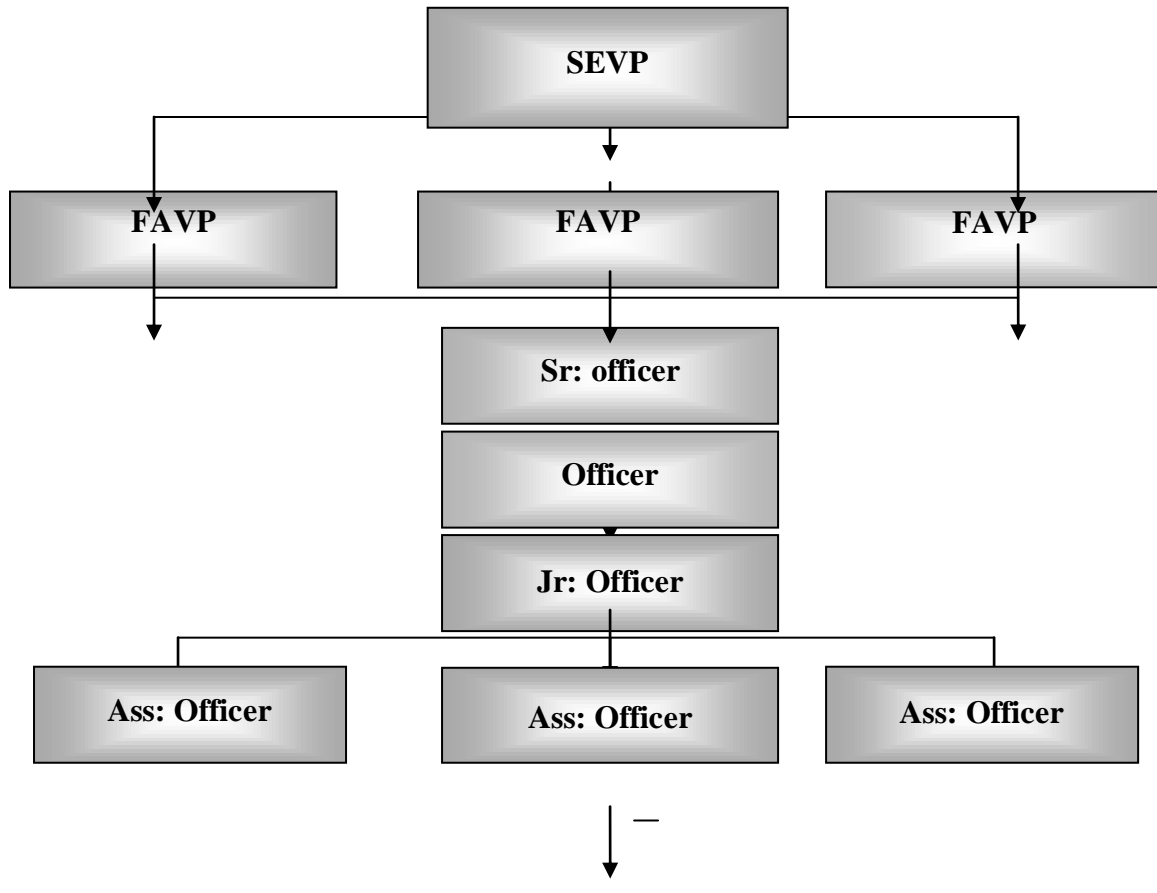 SEVP
FAVP
FAVP
FAVP
Sr: officer
Officer
Jr: Officer
Ass: Officer
Ass: Officer
Ass: Officer